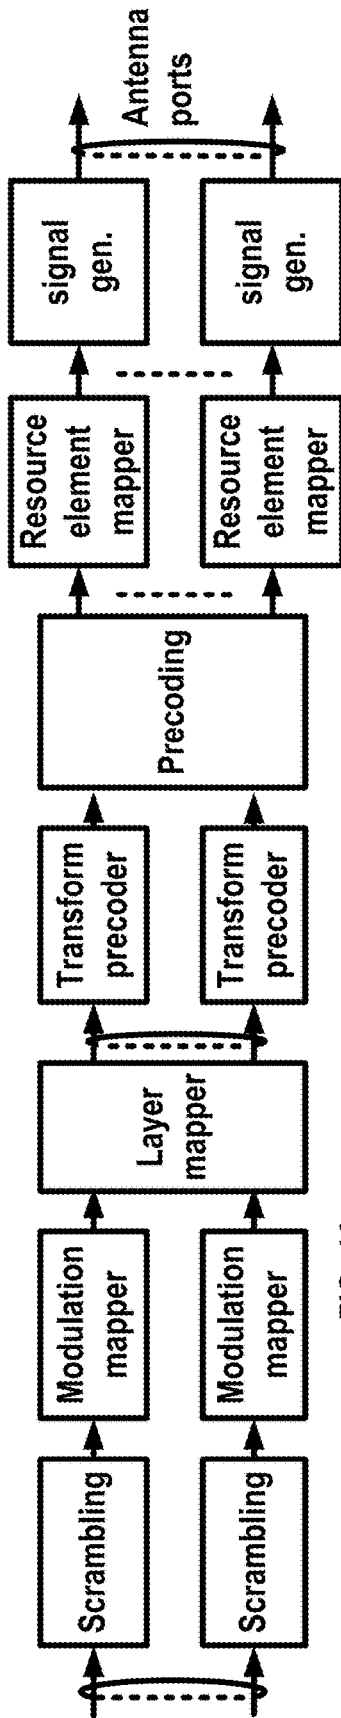 Scrambling
Scrambling
Modulation
mapper
Modulation
mapper
Layer
mapper
Transform
precoder
Transform
precoder
Precoding
Resource
element
mapper
Resource
element
mapper
signal
gen.
signal
gen.
Antenna
ports